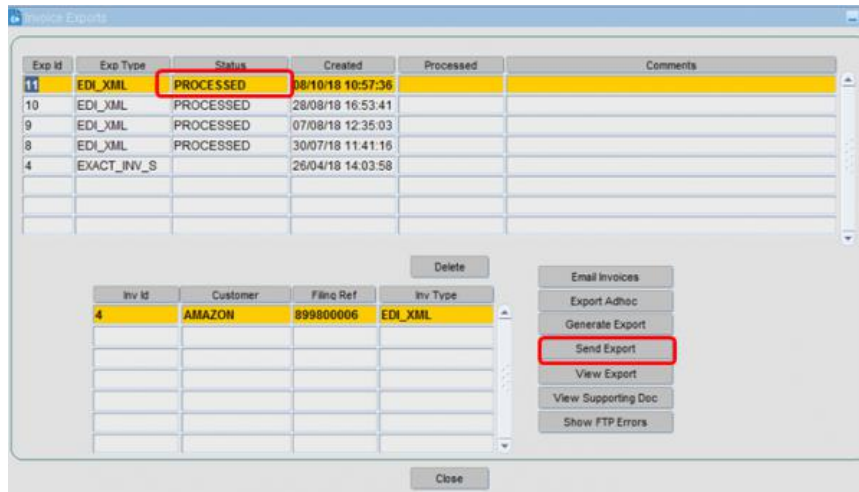 Invoice Exports
Exp Id Exp Type Status Created Processed Comments
11 EDI_XML PROCESSED 08/10/18 10:57:36
10 EDI_XML PROCESSED 28/08/18 16:53:41
9 EDI_XML PROCESSED 07/08/18 12:35:03
8 EDI_XML PROCESSED 30/07/18 11:41:16
4 EXACT_INV_S 26/04/18 14:03:58
Delete
Inv Id Customer Filing Ref Inv Type
4 AMAZON 899800006 EDI_XML
Email Invoices
Export Adhoc
Generate Export
Send Export
View Export
View Supporting Doc
Show FTP Errors
Close